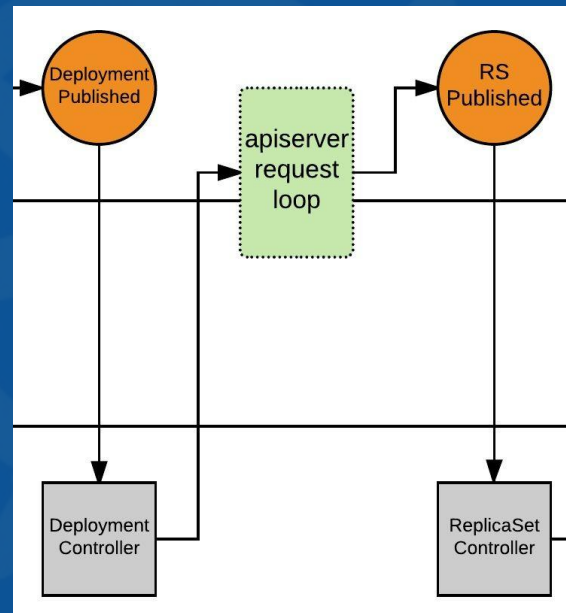 Deployment
Published
apiserver
request
loop
RS
Published
Deployment
Controller
ReplicaSet
Controller